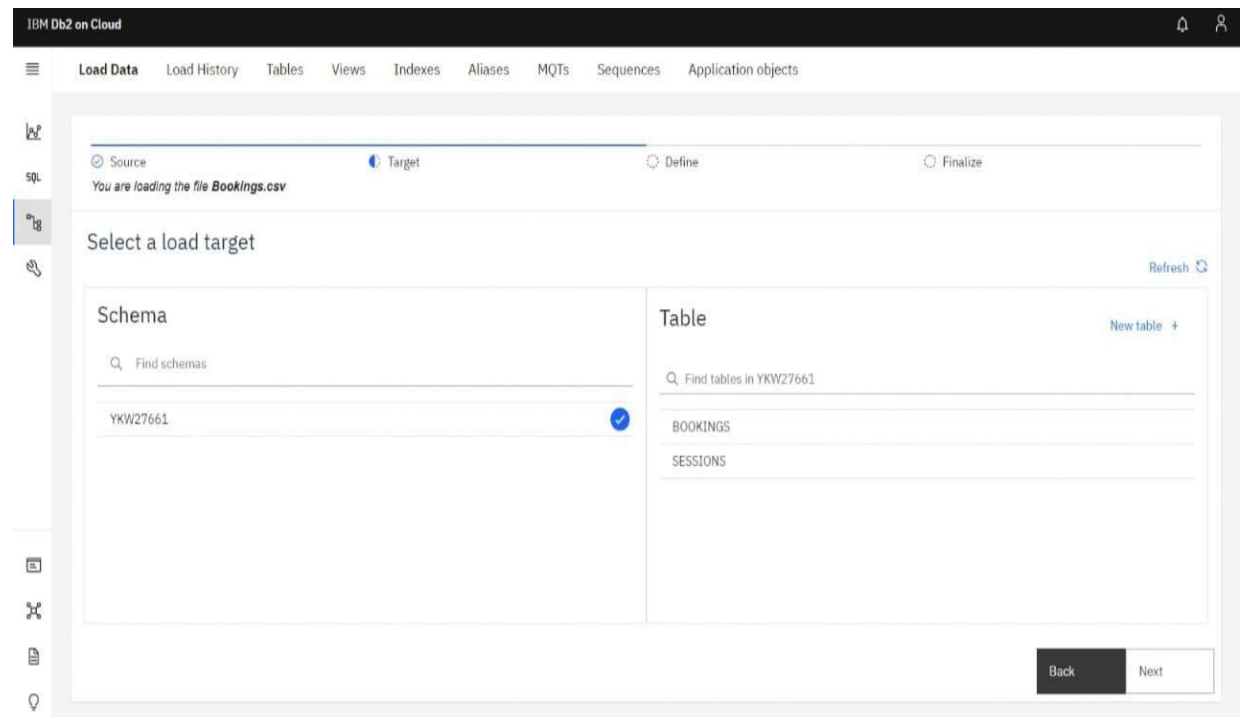 IBM Db2 on Cloud
Load Data Load History Tables Views Indexes Aliases MQTs Sequences Application objects
Source Target Define Finalize
You are loading the file Bookings.csv
SQL
Select a load target
Refresh
Schema
Find schemas
YKW27661
Table
New table +
Find tables in YKW27661
BOOKINGS
SESSIONS
Back Next